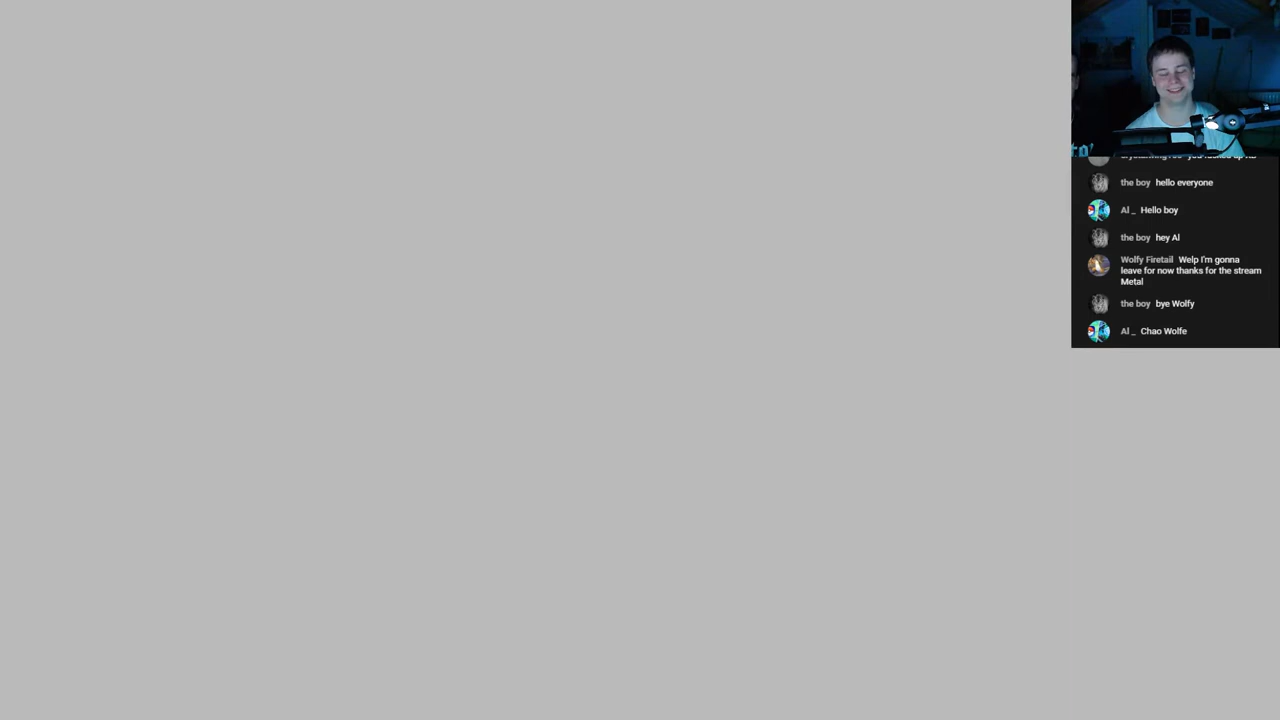 the boy hello everyone
Al _ Hello boy
the boy hey Al
Wolfy Firetail Welp I'm gonna
leave for now thanks for the stream
Metal
the boy bye Wolfy
Al _ Chao Wolfe